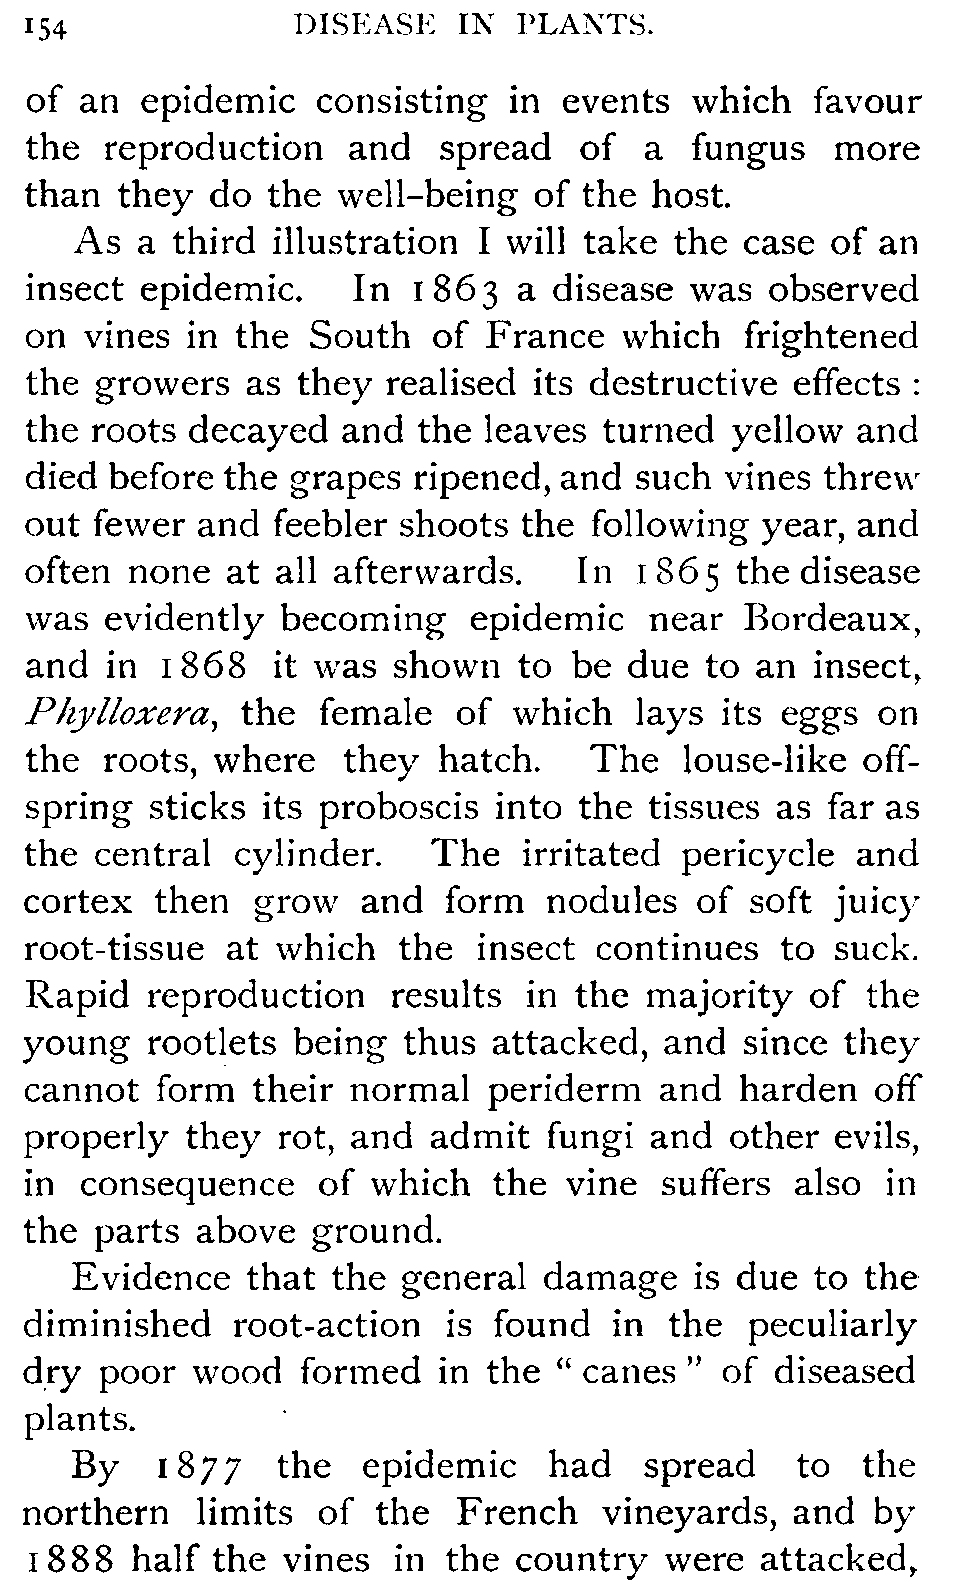 154 DISEASE IN PLANTS.
of an epidemic consisting in events which favour
the reproduction and spread of a fungus more
than they do the well-being of the host.
As a third illustration I will take the case of an
insect epidemic. In 1863 a disease was observed
on vines in the South of France which frightened
the growers as they realised its destructive effects :
the roots decayed and the leaves turned yellow and
died before the grapes ripened, and such vines threw
out fewer and feebler shoots the following year, and
often none at all afterwards. In 1865 the disease
was evidently becoming epidemic near Bordeaux,
and in 1868 it was shown to be due to an insect,
Phylloxera, the female of which lays its eggs on
the roots, where they hatch. The louse-like off-
spring sticks its proboscis into the tissues as far as
the central cylinder. The irritated pericycle and
cortex then grow and form nodules of soft juicy
root-tissue at which the insect continues to suck.
Rapid reproduction results in the majority of the
young rootlets being thus attacked, and since they
cannot form their normal periderm and harden off
properly they rot, and admit fungi and other evils,
in consequence of which the vine suffers also in
the parts above ground.
Evidence that the general damage is due to the
diminished root-action is found in the peculiarly
dry poor wood formed in the " canes " of diseased
plants.
By 1877 the epidemic had spread to the
northern limits of the French vineyards, and by
1888 half the vines in the country were attacked,